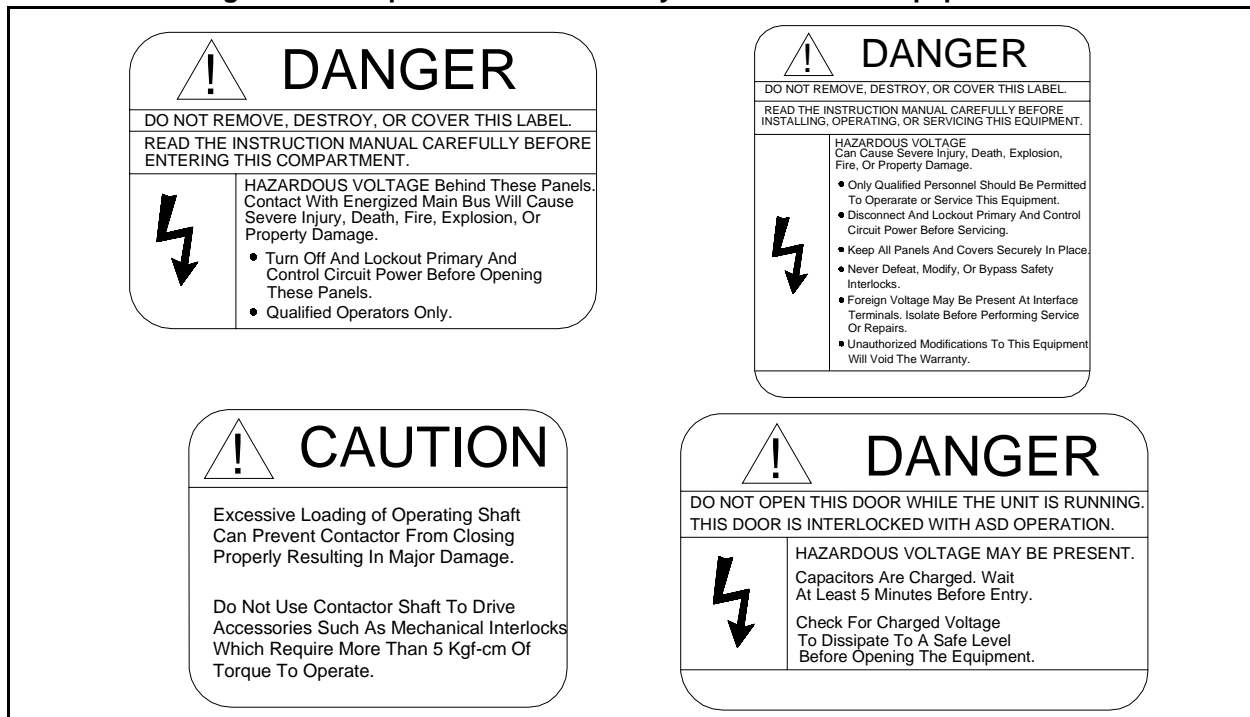 DANGER
DO NOT REMOVE, DESTROY, OR COVER THIS LABEL.
READ THE INSTRUCTION MANUAL CAREFULLY BEFORE
ENTERING THIS COMPARTMENT.
HAZARDOUS VOLTAGE Behind These Panels.
Contact With Energized Main Bus Will Cause
Severe Injury, Death, Fire, Explosion, Or
Property Damage.
• Turn Off And Lockout Primary And
Control Circuit Power Before Opening
These Panels.
• Qualified Operators Only.
DANGER
DO NOT REMOVE, DESTROY, OR COVER THIS LABEL.
READ THE INSTRUCTION MANUAL CAREFULLY BEFORE
INSTALLING, OPERATING, OR SERVICING THIS EQUIPMENT.
HAZARDOUS VOLTAGE
Can Cause Severe Injury, Death, Explosion,
Fire, Or Property Damage.
• Only Qualified Personnel Should Be Permitted
To Operarate or Service This Equipment.
• Disconnect And Lockout Primary And Control
Circuit Power Before Servicing.
• Keep All Panels And Covers Securely In Place.
• Never Defeat, Modify, Or Bypass Safety
Interlocks.
• Foreign Voltage May Be Present At Interface
Terminals. Isolate Before Performing Service
Or Repairs.
• Unauthorized Modifications To This Equipment
Will Void The Warranty.
CAUTION
Excessive Loading of Operating Shaft
Can Prevent Contactor From Closing
Properly Resulting In Major Damage.
Do Not Use Contactor Shaft To Drive
Accessories Such As Mechanical Interlocks
Which Require More Than 5 Kgf-cm Of
Torque To Operate.
DANGER
DO NOT OPEN THIS DOOR WHILE THE UNIT IS RUNNING.
THIS DOOR IS INTERLOCKED WITH ASD OPERATION.
HAZARDOUS VOLTAGE MAY BE PRESENT.
Capacitors Are Charged. Wait
At Least 5 Minutes Before Entry.
Check For Charged Voltage
To Dissipate To A Safe Level
Before Opening The Equipment.